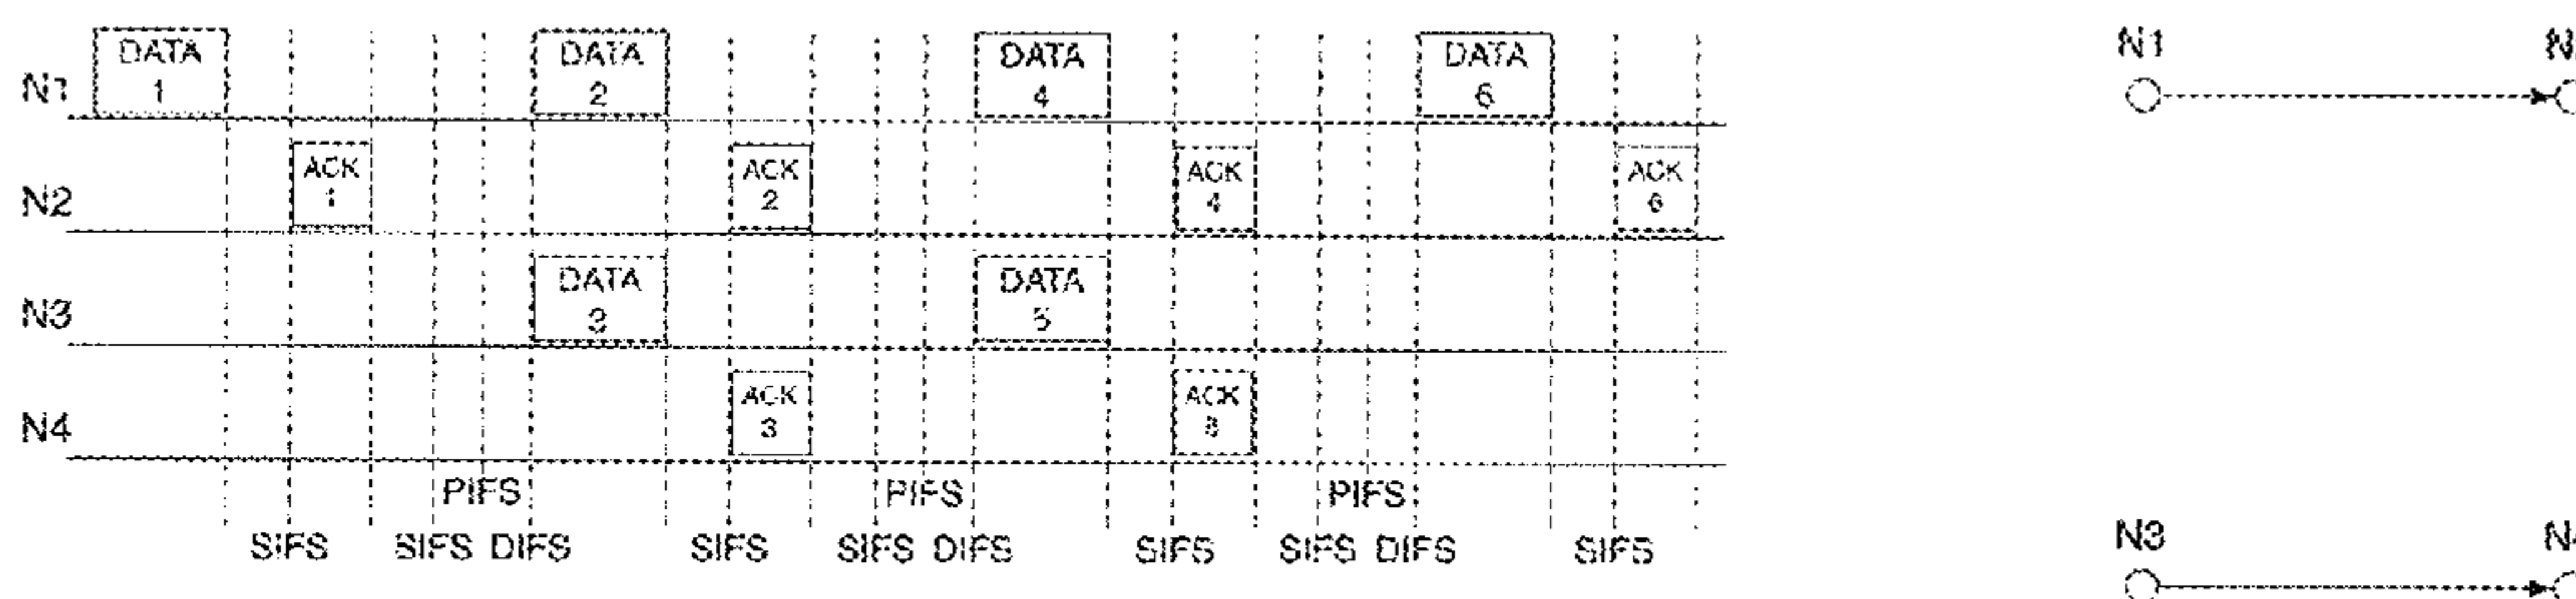 DATA DATA DATA DATA
N1 1 2 4 6
ACK ACK ACK ACK
N2 1 2 4 6
DATA DATA
N3 3 5
ACK ACK
N4 3
PIFS PIFS PIFS
SIFS SIFS DIFS SIFS SIFS DIFS SIFS SIFS DIFS SIFS
N1
N3